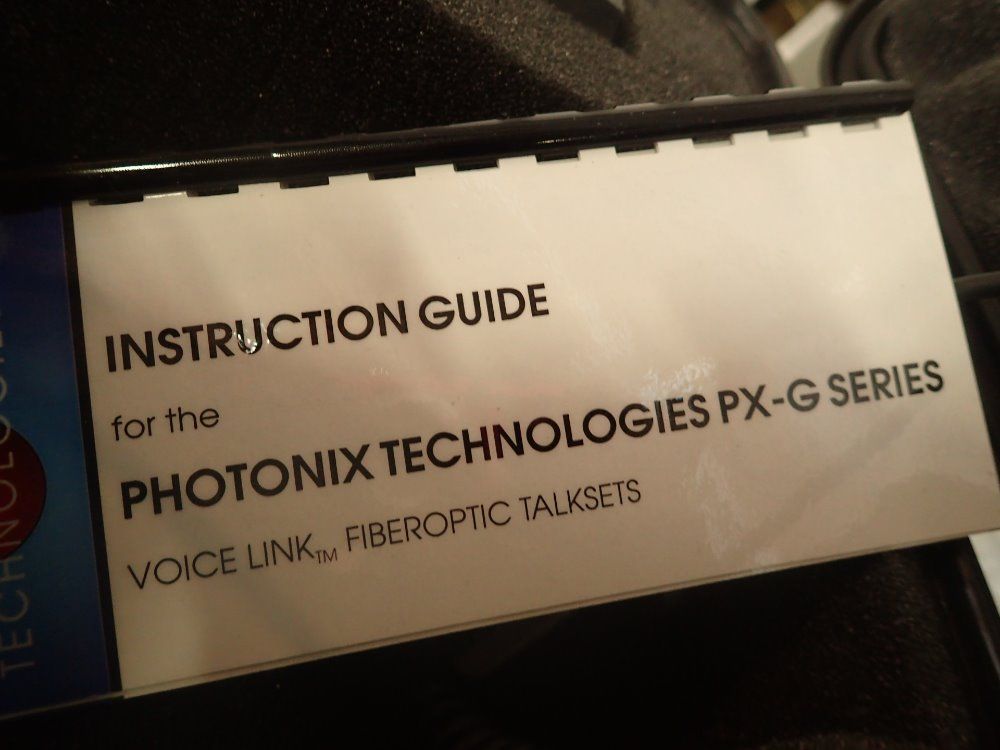 INSTRUCTION GUIDE
for the
PHOTONIX TECHNOLOGIES PX-G SERIES
VOICE LINK™ FIBEROPTIC TALKSETS